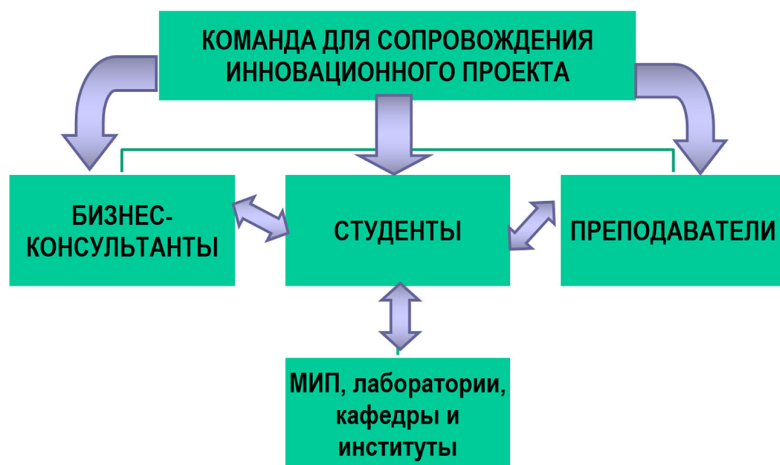 КОМАНДА ДЛЯ СОПРОВОЖДЕНИЯ
ИННОВАЦИОННОГО ПРОЕКТА
БИЗНЕС-
КОНСУЛЬТАНТЫ
СТУДЕНТЫ
ПРЕПОДАВАТЕЛИ
МИП, лаборатории,
кафедры и
институты